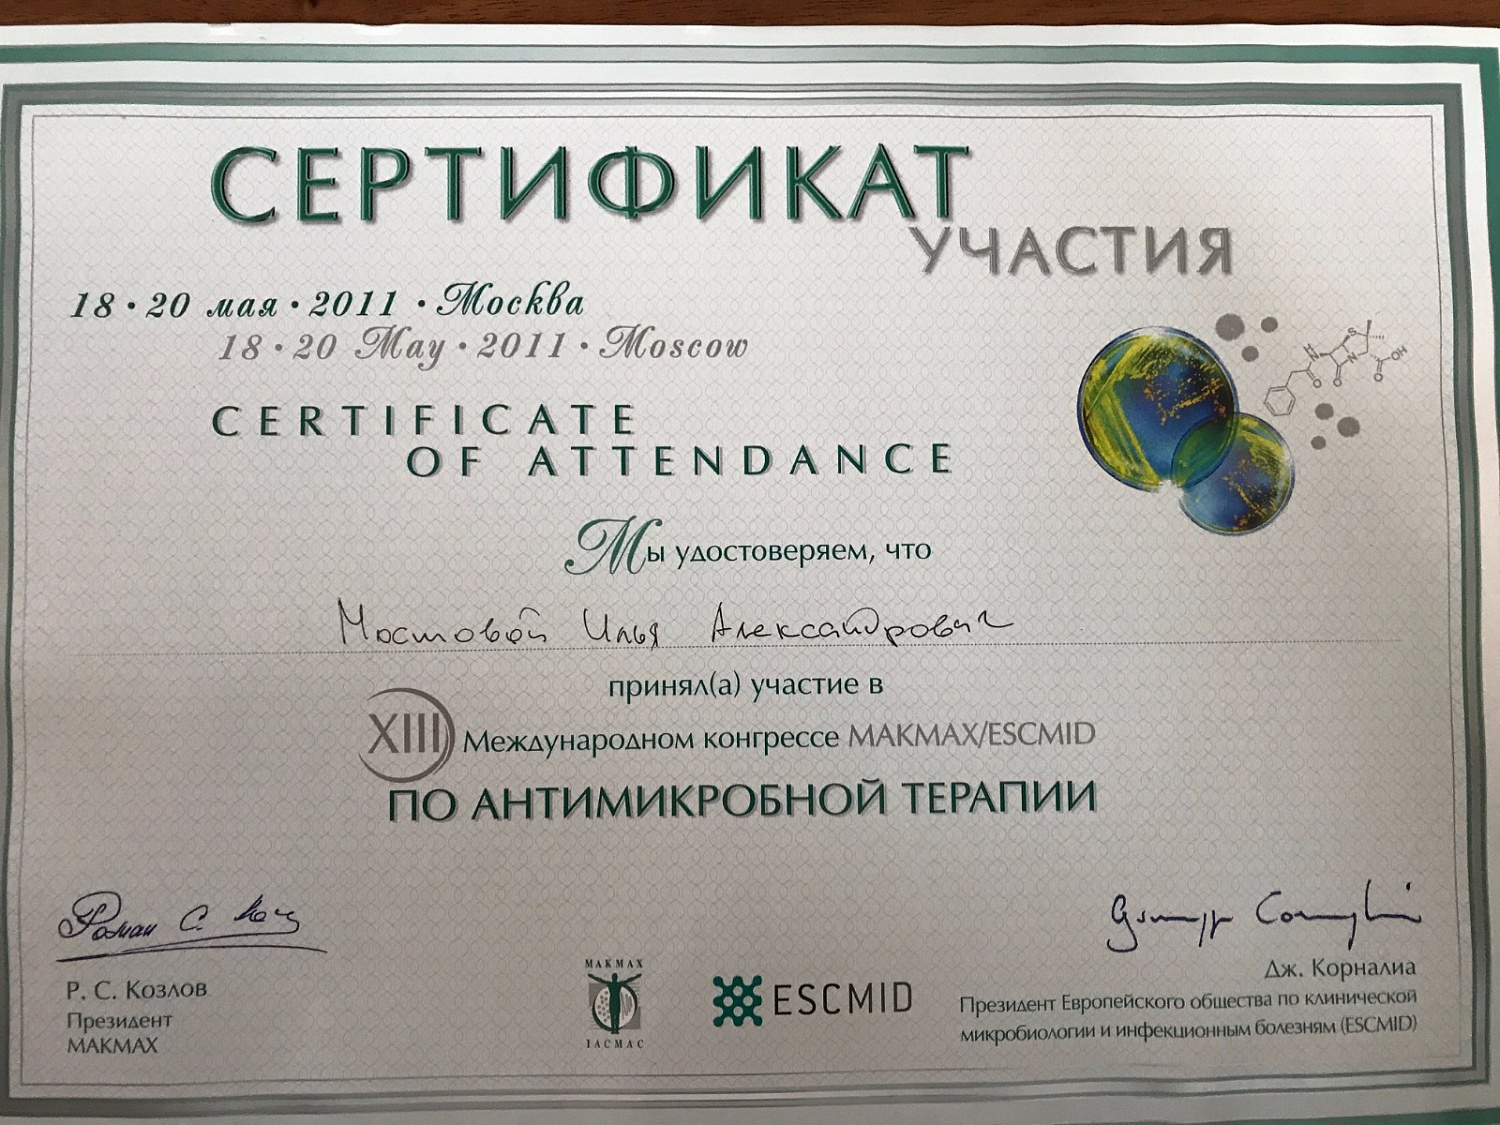 СЕРТИФИКАТ
УЧАСТИЯ
18 • 20 мая • 2011 • Москва
18 • 20 May • 2011 • Moscow
CERTIFICATE
OF ATTENDANCE
Мы удостоверяем, что
Мостовой Илья Александрович
принял(а) участие в
XIII Международном конгрессе МАКМАХ/ESCMID
ПО АНТИМИКРОБНОЙ ТЕРАПИИ
Роман С.
Р. С. Козлов
Президент
МАКМАХ
МАКМАХ
IACMAC
ESCMID
Дж. Корналиа
Президент Европейского общества по клинической
микробиологии и инфекционным болезням (ESCMID)